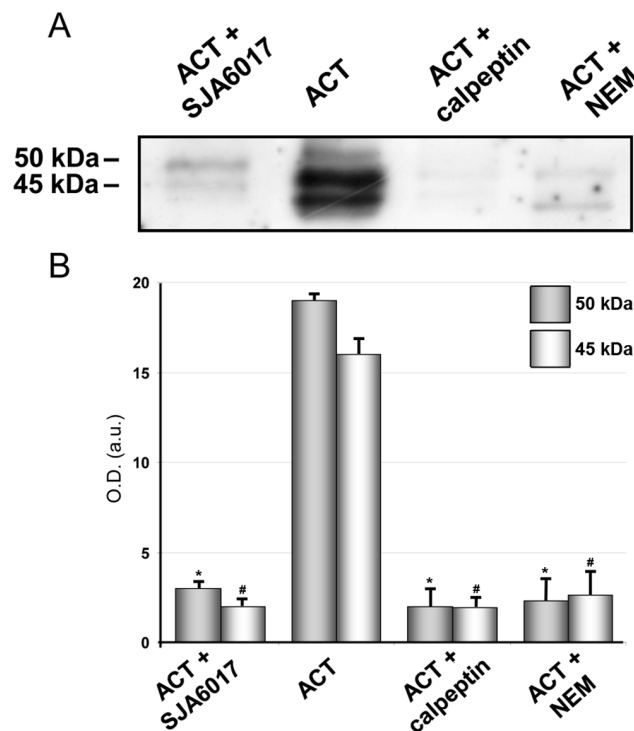 A
ACT +
SJA6017
ACT
ACT +
calpeptin
ACT +
NEM
50 kDa
45 kDa
B
20
15
10
5
0
O.D. (a.u.)
50 kDa
45 kDa
*
#
*
#
*
#
ACT +
SJA6017
ACT
ACT +
calpeptin
ACT +
NEM